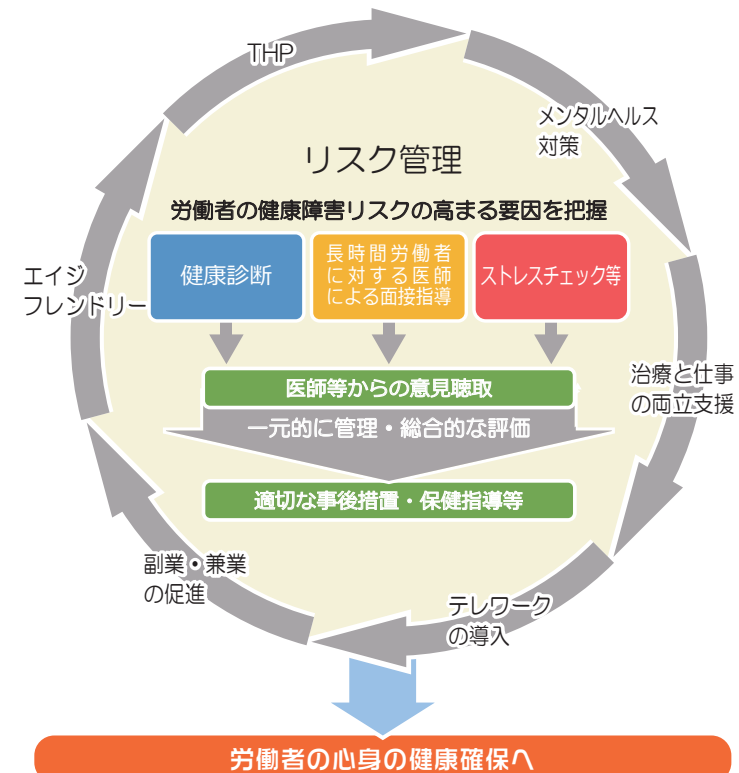 THP
メンタルヘルス
対策
リスク管理
労働者の健康障害リスクの高まる要因を把握
健康診断
長時間労働者
に対する医師
による面接指導
ストレスチェック等
エイジ
フレンドリー
治療と仕事
の両立支援
医師等からの意見聴取
一元的に管理・総合的な評価
適切な事後措置・保健指導等
副業・兼業
の促進
テレワーク
の導入
労働者の心身の健康確保へ